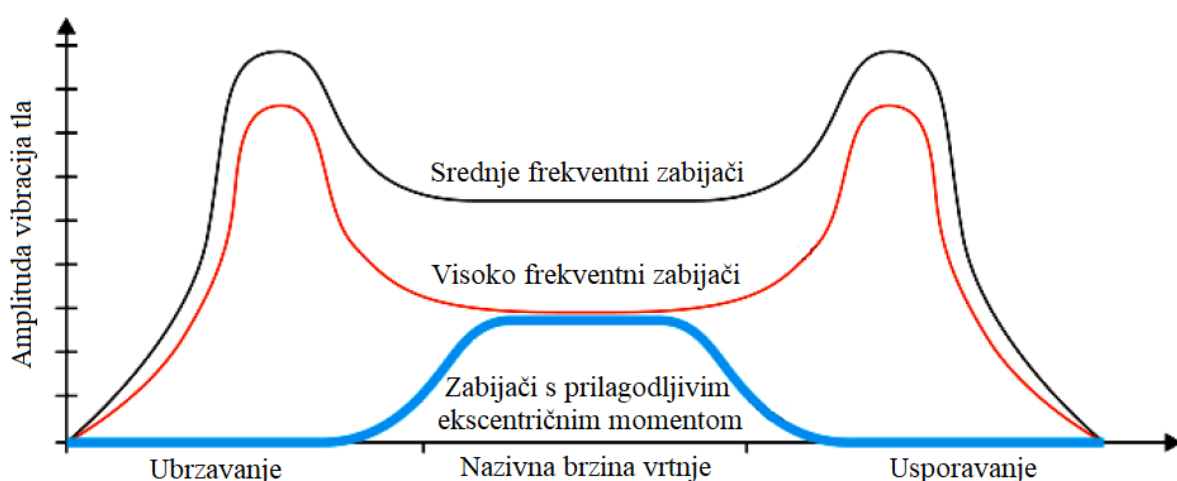 Amplituda vibracija tla
Srednje frekventni zabijači
Visoko frekventni zabijači
Zabijači s prilagodljivim
ekscentričnim momentom
Ubrzavanje
Nazivna brzina vrtnje
Usporavanje